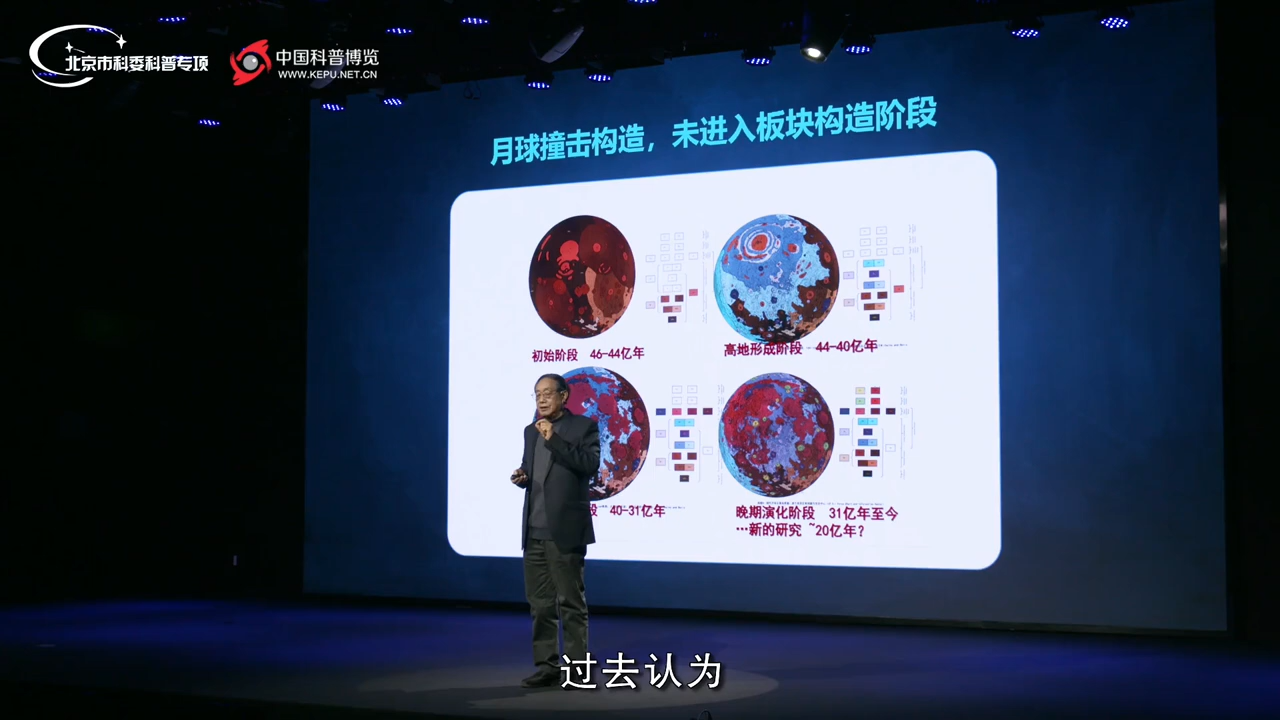 北京市科委科普专项
中国科普博览
WWW.KEPU.NET.CN
月球撞击构造，未进入板块构造阶段
初始阶段 46-44亿年
高地形成阶段 44-40亿年
段 40-31亿年
晚期演化阶段 31亿年至今
…新的研究 ~20亿年？
过去认为